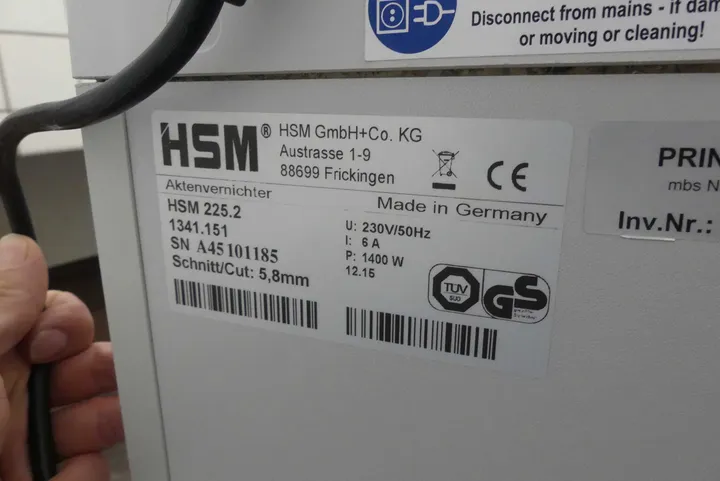 Disconnect from mains - if dam
or moving or cleaning!
HSM® HSM GmbH+Co. KG
Austrasse 1-9
88699 Frickingen
Aktenvernichter
Made in Germany
HSM 225.2
1341.151
SN A45101185
Schnitt/Cut: 5,8mm
U: 230V/50Hz
I: 6 A
P: 1400 W
12.15
TÜV
SÜD
GS
PRIN
mbs N
Inv.Nr.: